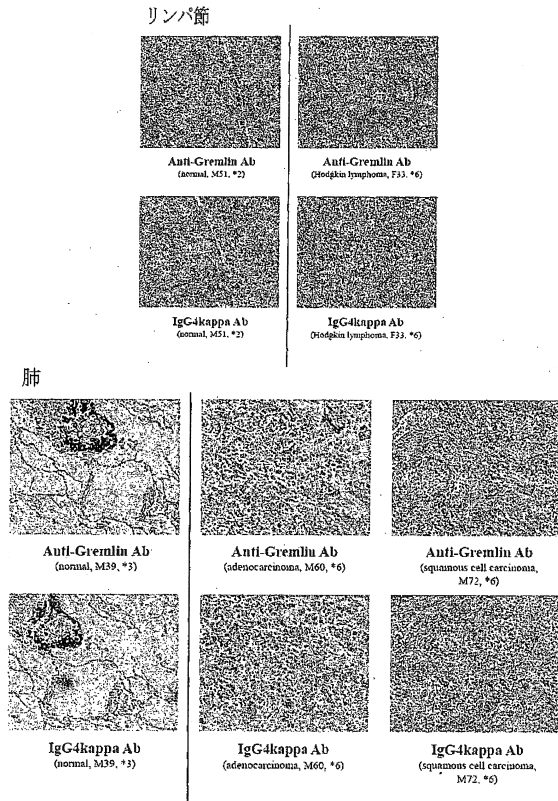 リンパ節
Anti-Gremlin Ab
(normal, M51, *2)
Anti-Gremlin Ab
(Hodgkin lymphoma, F33, *6)
IgG4kappa Ab
(normal, M51, *2)
IgG4kappa Ab
(Hodgkin lymphoma, F33, *6)
肺
Anti-Gremlin Ab
(normal, M39, *3)
Anti-Gremlin Ab
(adenocarcinoma, M60, *6)
Anti-Gremlin Ab
(squamous cell carcinoma,
M72, *6)
IgG4kappa Ab
(normal, M39, *3)
IgG4kappa Ab
(adenocarcinoma, M60, *6)
IgG4kappa Ab
(squamous cell carcinoma,
M72, *6)